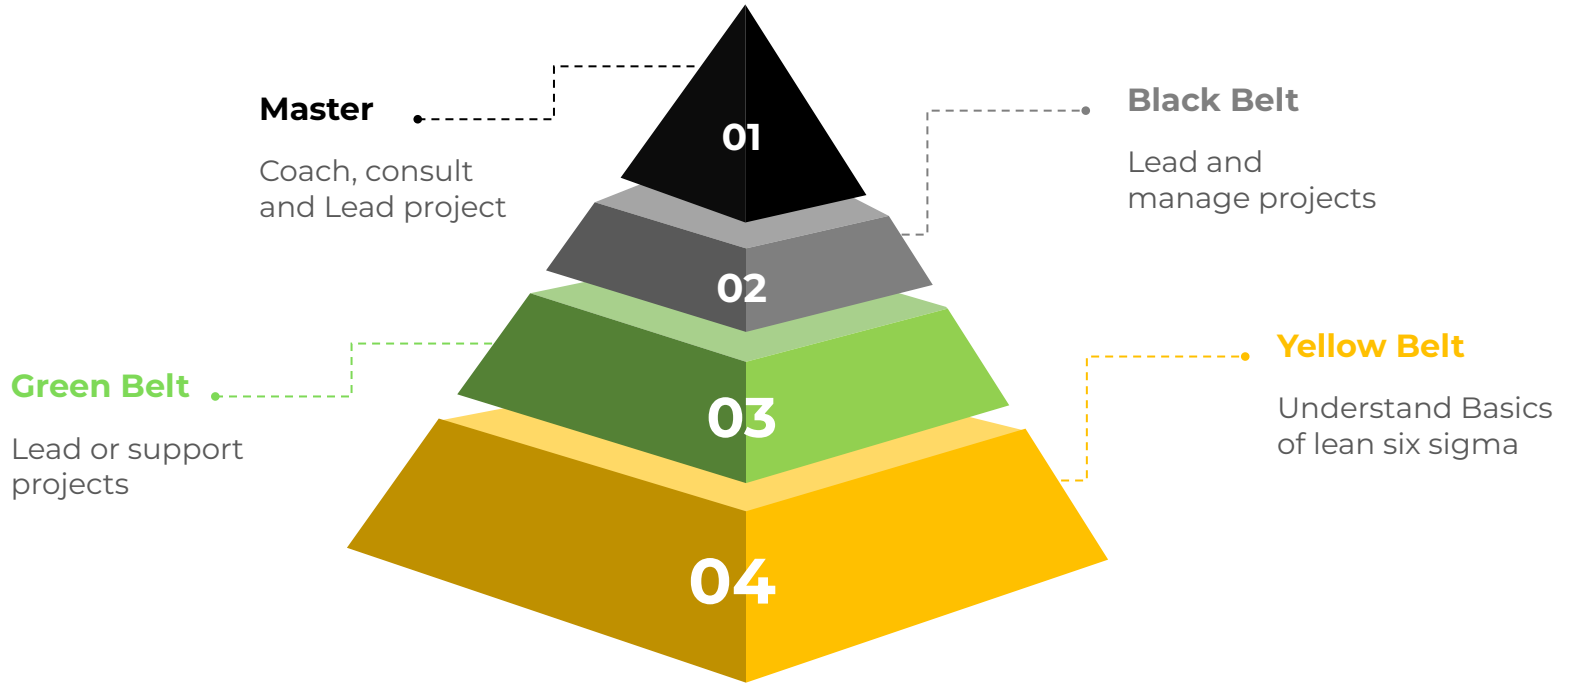 Master
Coach, consult
and Lead project
01
Black Belt
Lead and
manage projects
02
Green Belt
Lead or support
projects
03
Yellow Belt
Understand Basics
of lean six sigma
04